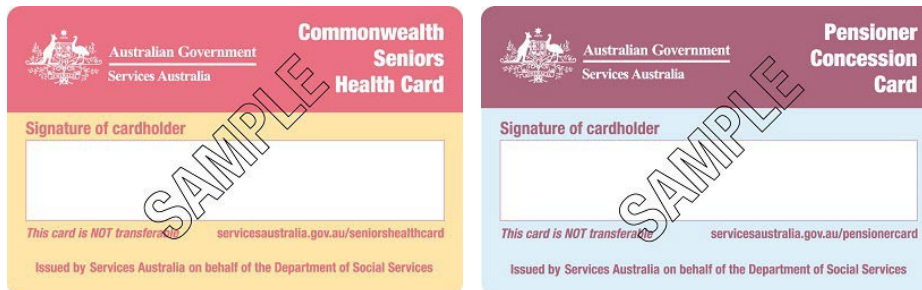 Australian Government
Services Australia
Commonwealth
Seniors
Health Card
Signature of cardholder
SAMPLE
This card is NOT transferable
servicesaustralia.gov.au/seniorshealthcard
Issued by Services Australia on behalf of the Department of Social Services
Australian Government
Services Australia
Pensioner
Concession
Card
Signature of cardholder
SAMPLE
This card is NOT transferable
servicesaustralia.gov.au/pensionercard
Issued by Services Australia on behalf of the Department of Social Services